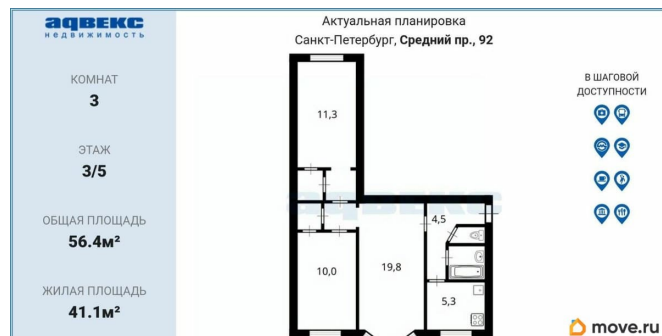 адвекс
недвижимость
КОМНАТ
3
ЭТАЖ
3/5
ОБЩАЯ ПЛОЩАДЬ
56.4м²
ЖИЛАЯ ПЛОЩАДЬ
41.1м²
Актуальная планировка
Санкт-Петербург, Средний пр., 92
11,3
адвекс
4,5
10,0
19,8
5,3
В ШАГОВОЙ
ДОСТУПНОСТИ
move.ru